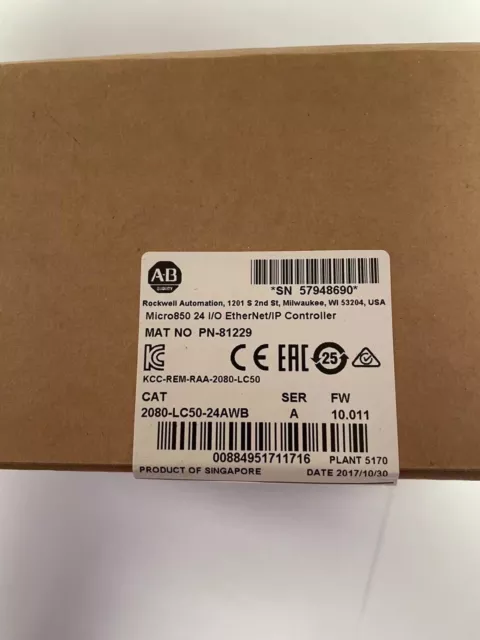 A-B
QUALITY
*SN 57948690*
Rockwell Automation, 1201 S 2nd St, Milwaukee, WI 53204, USA
Micro850 24 I/O EtherNet/IP Controller
MAT NO PN-81229
CE EAC 25
KCC-REM-RAA-2080-LC50
CAT SER FW
2080-LC50-24AWB A 10.011
00884951711716 PLANT 5170
PRODUCT OF SINGAPORE DATE 2017/10/30